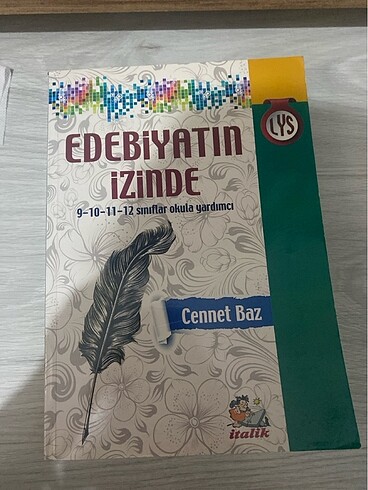 LYS
EDEBİYATIN
İZİNDE
9-10-11-12 sınıflar okula yardımcı
Cennet Baz
italik